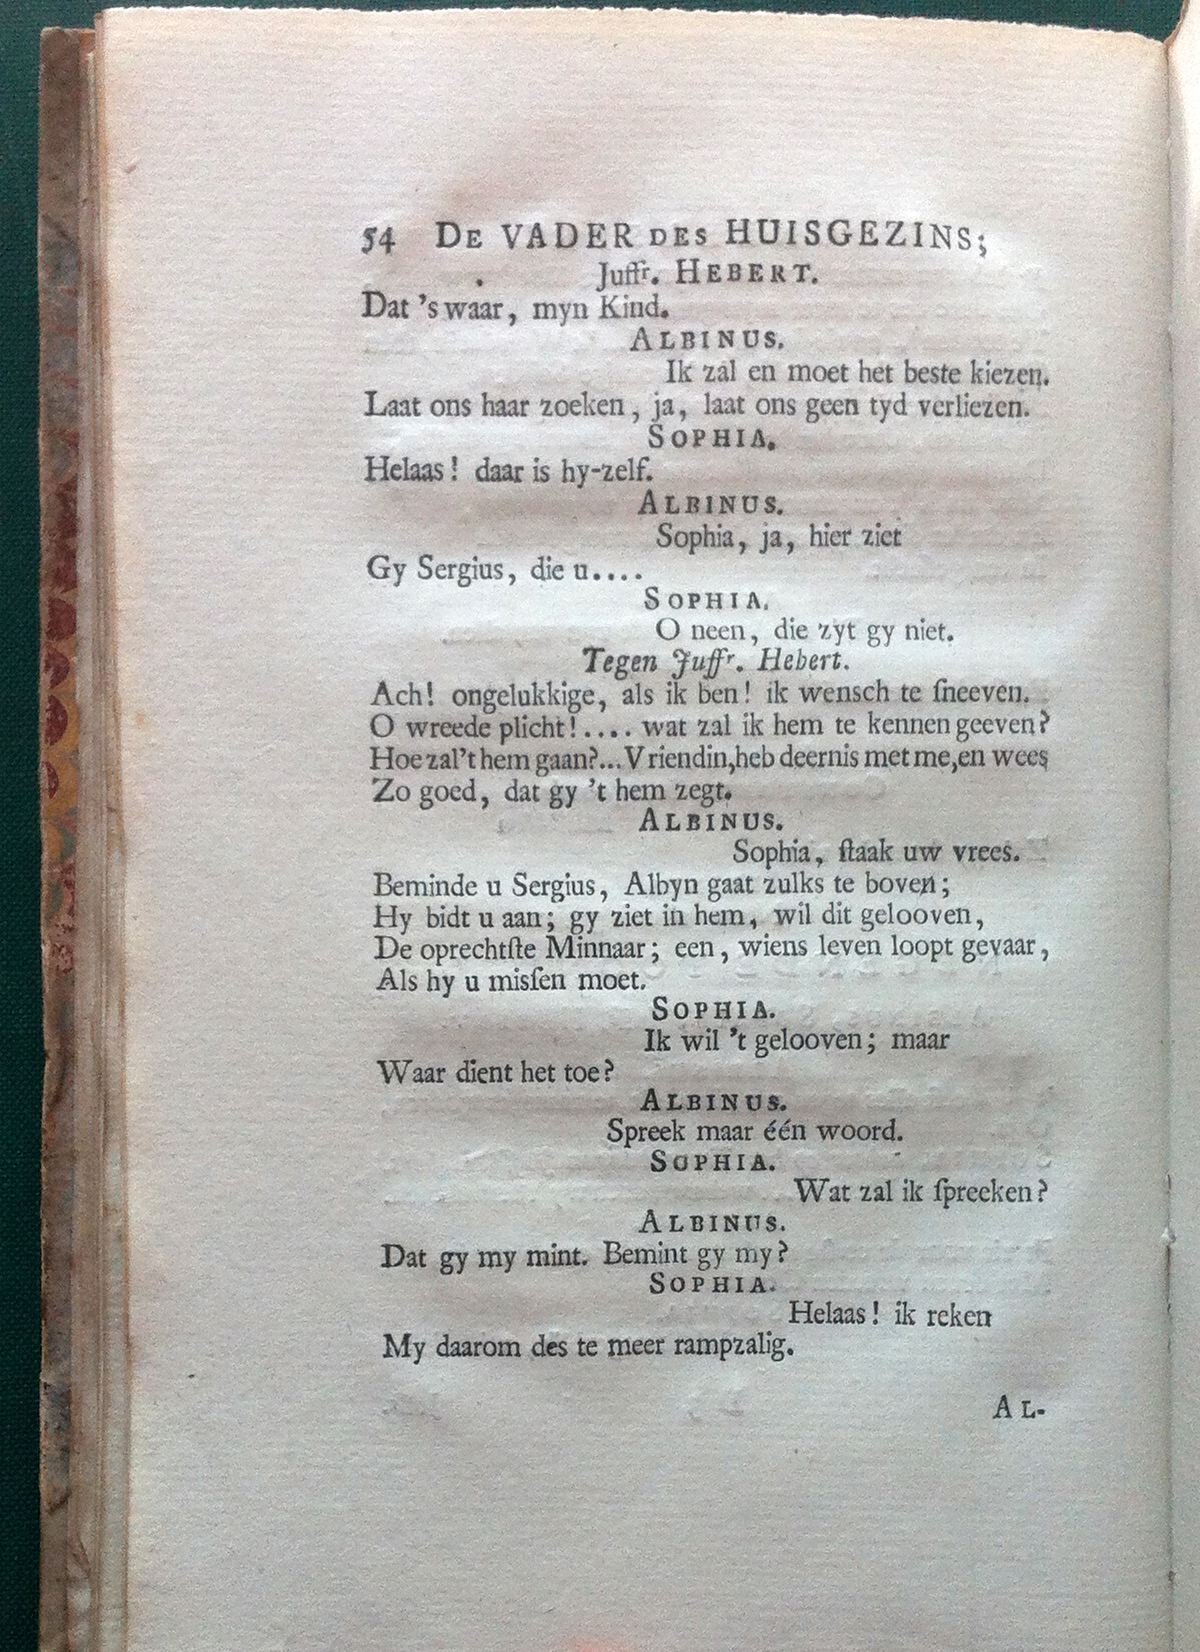 54 DE VADER DES HUISGEZINS;
Juffr. HEBERT.
Dat 's waar, myn Kind.
ALBINUS.
Ik zal en moet het beste kiezen.
Laat ons haar zoeken, ja, laat ons geen tyd verliezen.
SOPHIA.
Helaas! daar is hy-zelf.
ALBINUS.
Sophia, ja, hier ziet
Gy Sergius, die u....
SOPHIA.
O neen, die zyt gy niet.
Tegen Juffr. Hebert.
Ach! ongelukkige, als ik ben! ik wensch te ſneeven.
O wreede plicht!.... wat zal ik hem te kennen geeven?
Hoe zal't hem gaan?... Vriendin, heb deernis met me, en wees
Zo goed, dat gy 't hem zegt.
ALBINUS.
Sophia, ſtaak uw vrees.
Beminde u Sergius, Albyn gaat zulks te boven;
Hy bidt u aan; gy ziet in hem, wil dit gelooven,
De oprechtſte Minnaar; een, wiens leven loopt gevaar,
Als hy u misſen moet.
SOPHIA.
Ik wil 't gelooven; maar
Waar dient het toe?
ALBINUS.
Spreek maar één woord.
SOPHIA.
Wat zal ik ſpreeken?
ALBINUS.
Dat gy my mint. Bemint gy my?
SOPHIA.
Helaas! ik reken
My daarom des te meer rampzalig.
AL-